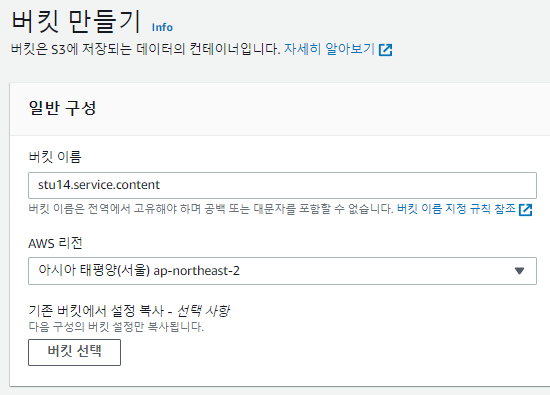 버킷 만들기 Info
버킷은 S3에 저장되는 데이터의 컨테이너입니다. 자세히 알아보기
일반 구성
버킷 이름
stu14.service.content
버킷 이름은 전역에서 고유해야 하며 공백 또는 대문자를 포함할 수 없습니다. 버킷 이름 지정 규칙 참조
AWS 리전
아시아 태평양(서울) ap-northeast-2
기존 버킷에서 설정 복사 - 선택 사항
다음 구성의 버킷 설정만 복사됩니다.
버킷 선택